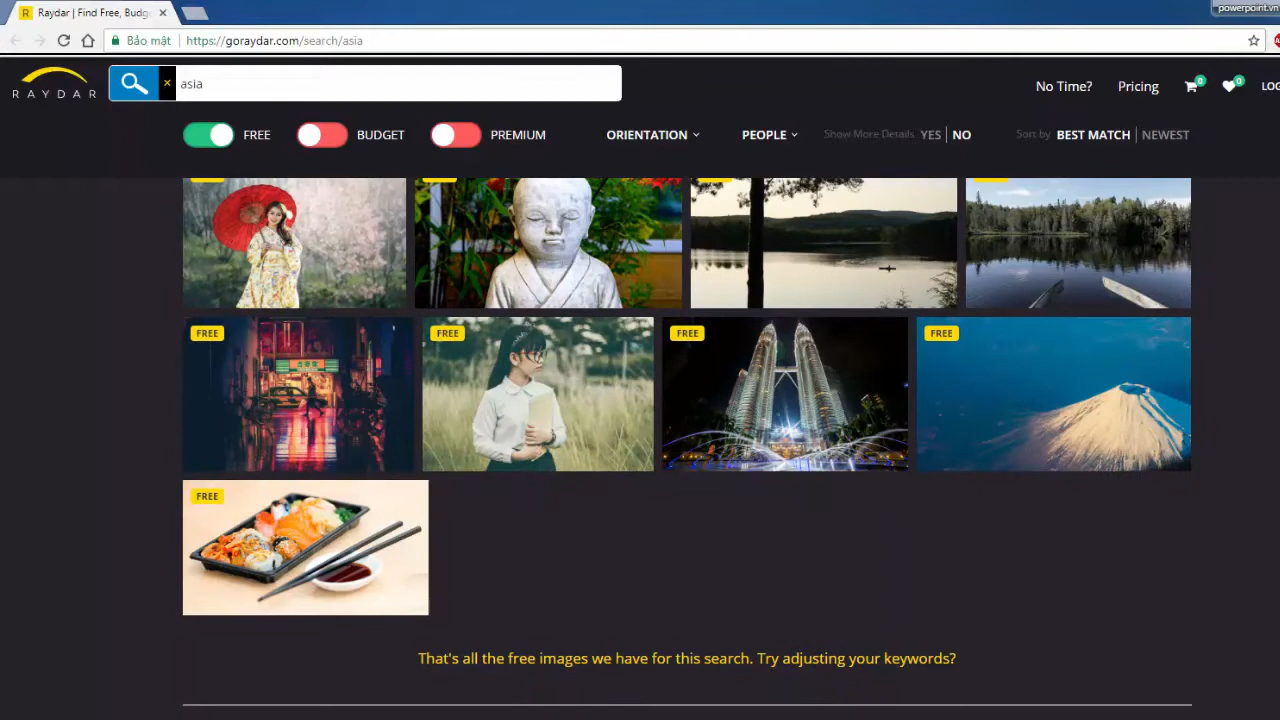 Raydar | Find Free, Budg
powerpoint.vn
Bảo mật https://goraydar.com/search/asia
RAYDAR
× asia
No Time? Pricing 0 0 LOG
FREE BUDGET PREMIUM ORIENTATION PEOPLE Show More Details YES NO Sort by BEST MATCH NEWEST
FREE FREE FREE FREE
FREE
That's all the free images we have for this search. Try adjusting your keywords?